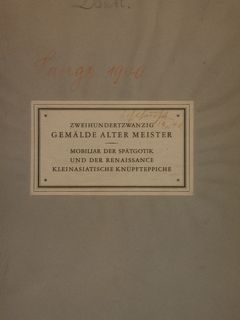 ZWEIHUNDERTZWANZIG
GEMÄLDE ALTER MEISTER
MOBILIAR DER SPÄTGOTIK
UND DER RENAISSANCE
KLEINASIATISCHE KNÜPFTEPPICHE